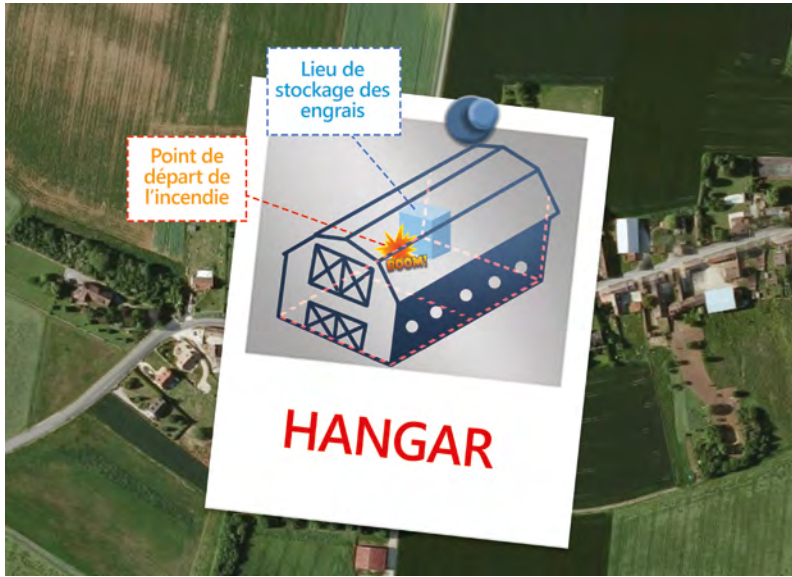 Lieu de
stockage des
engrais
Point de
départ de
l'incendie
BOOM!
HANGAR